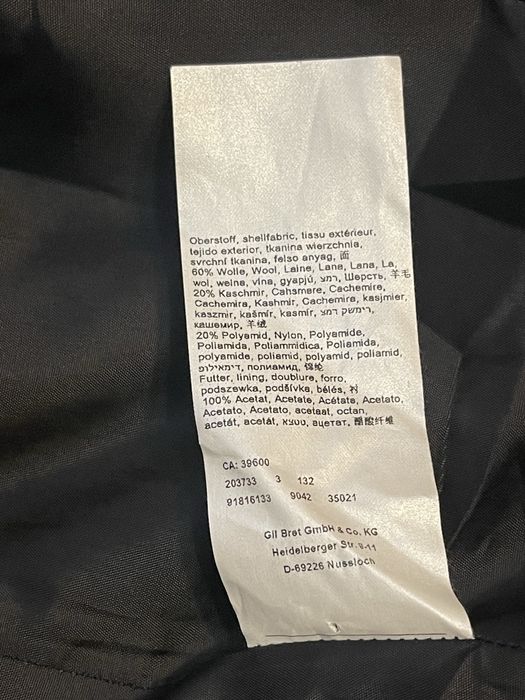 Oberstoff, shellfabric, tissu extérieur,
tejido exterior, tkanina wierzchnia,
svrchní tkanina, felso anyag, 面
60% Wolle, Wool, Laine, Lana, Lana, La,
wol, welna, vlna, gyapjú, צמר, Шерсть, 羊毛
20% Kaschmir, Cahsmere, Cachemire,
Cachemira, Kashmir, Cachemira, kasjmier,
kaszmir, kašmír, kasmír, צמר קשמיר,
кашемир, 羊绒
20% Polyamid, Nylon, Polyamide,
Poliamida, Poliammidica, Poliamida,
polyamide, poliamid, polyamid, poliamid,
פוליאמיד, полиамид, 锦纶
Futter, lining, doublure, forro,
podszewka, podšívka, bélés, 衬
100% Acetat, Acetate, Acétate, Acetato,
Acetato, Acetato, acetaat, octan,
acetát, acetát, אצטט, ацетат, 醋酸纤维
CA: 39600
203733 3 132
91816133 9042 35021
Gil Bret GmbH & Co. KG
Heidelberger Str. 9-11
D-69226 Nussloch